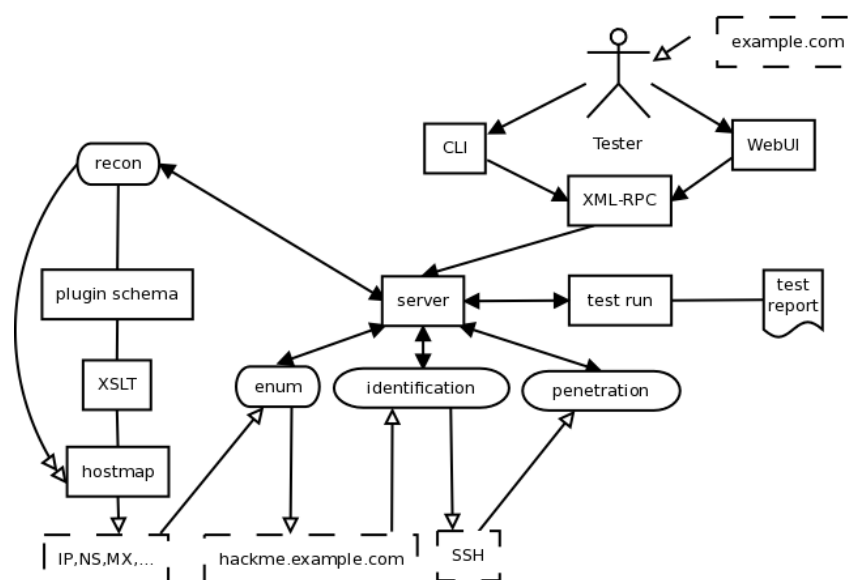 example.com
Tester
CLI
WebUI
recon
XML-RPC
plugin schema
server
test run
test
report
XSLT
enum
identification
penetration
hostmap
IP,NS,MX,...
hackme.example.com
SSH